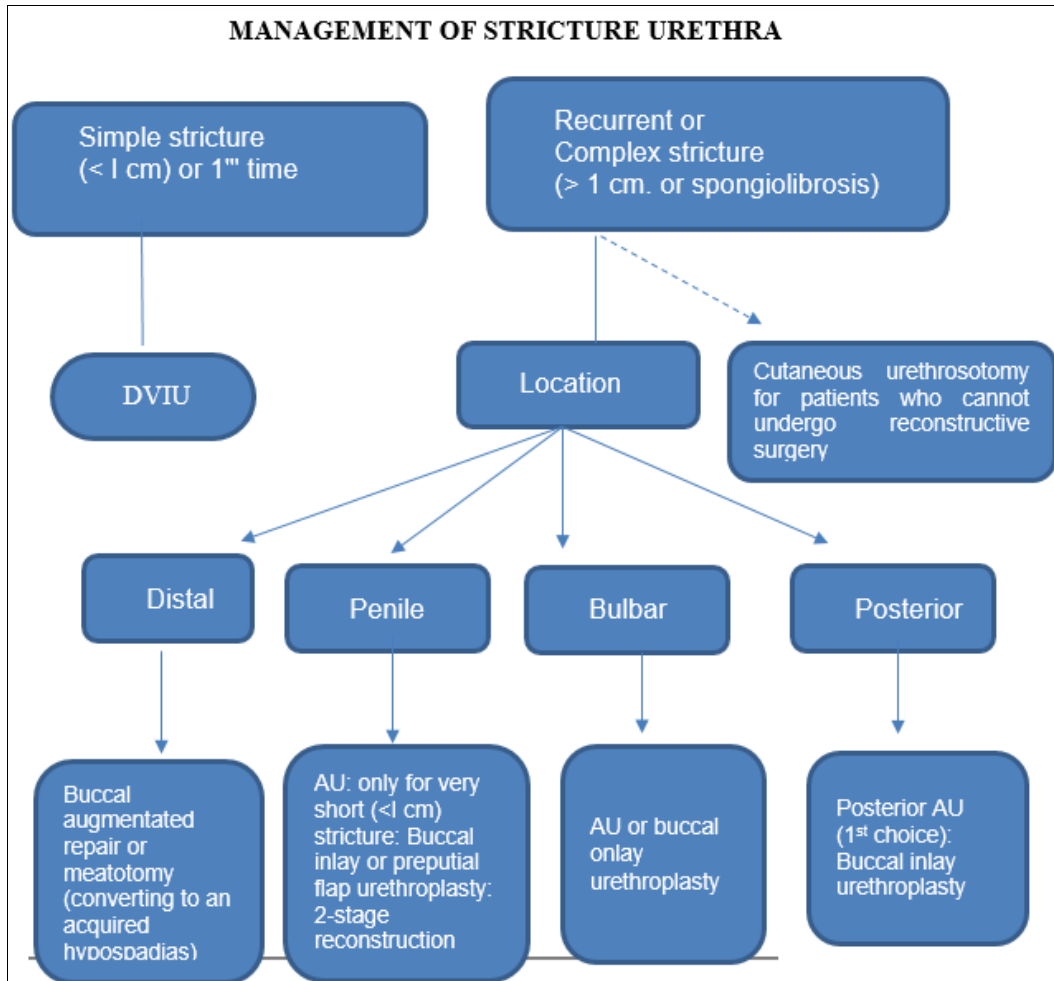 MANAGEMENT OF STRICTURE URETHRA
Simple stricture
(< I cm) or 1"' time
Recurrent or
Complex stricture
(> 1 cm. or spongiolibrosis)
DVIU
Location
Cutaneous urethrosotomy
for patients who cannot
undergo reconstructive
surgery
Distal
Penile
Bulbar
Posterior
Buccal
augmentated
repair or
meatotomy
(converting to an
acquired
hypospadias)
AU: only for very
short (<I cm)
stricture: Buccal
inlay or preputial
flap urethroplasty:
2-stage
reconstruction
AU or buccal
onlay
urethroplasty
Posterior AU
(1st choice):
Buccal inlay
urethroplasty